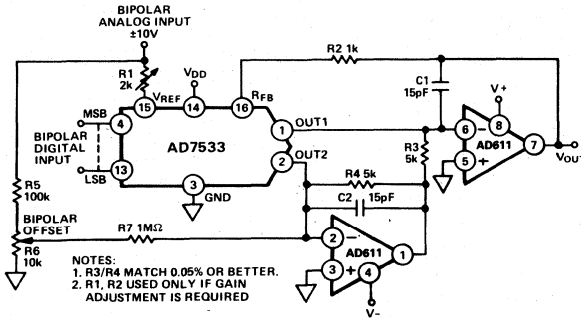 BIPOLAR
ANALOG INPUT
±10V
R1
2k
VDD
R2 1k
C1
15pF
V+
15 VREF 14 16 RFB
MSB 4
BIPOLAR
DIGITAL
INPUT
LSB 13
AD7533
1 OUT1
2 OUT2
3 GND
R3
5k
6 −
8
AD611
5 +
7
VOUT
R4 5k
C2 15pF
R5
100k
BIPOLAR
OFFSET
R6
10k
R7 1MΩ
2 −
AD611
3 +
4
1
V-
NOTES:
1. R3/R4 MATCH 0.05% OR BETTER.
2. R1, R2 USED ONLY IF GAIN
ADJUSTMENT IS REQUIRED